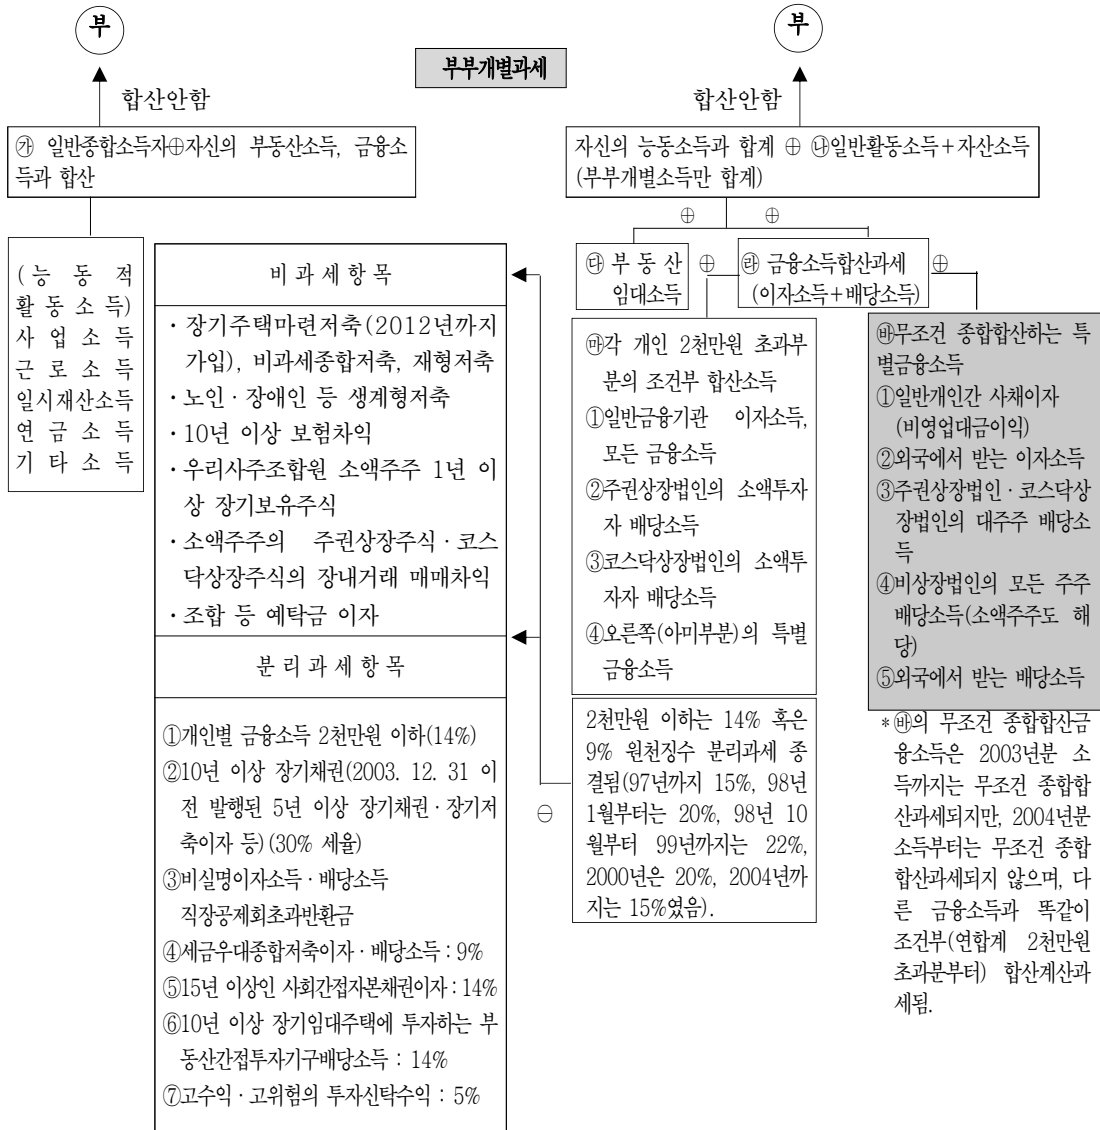 부
부
부부개별과세
합산안함
합산안함
㉮ 일반종합소득자⊕자신의 부동산소득, 금융소
득과 합산
자신의 능동소득과 합계 ⊕ ㉯일반활동소득+자산소득
(부부개별소득만 합계)
⊕ ⊕
(능 동 적
활 동 소 득)
사 업 소 득
근 로 소 득
일시재산소득
연 금 소 득
기 타 소 득
비 과 세 항 목
· 장기주택마련저축(2012년까지
가입), 비과세종합저축, 재형저축
· 노인 · 장애인 등 생계형저축
· 10년 이상 보험차익
· 우리사주조합원 소액주주 1년 이
상 장기보유주식
· 소액주주의 주권상장주식 · 코스
닥상장주식의 장내거래 매매차익
· 조합 등 예탁금 이자
분 리 과 세 항 목
①개인별 금융소득 2천만원 이하(14%)
②10년 이상 장기채권(2003. 12. 31 이
전 발행된 5년 이상 장기채권 · 장기저
축이자 등) (30% 세율)
③비실명이자소득 · 배당소득
직장공제회초과반환금
④세금우대종합저축이자 · 배당소득 : 9%
⑤15년 이상인 사회간접자본채권이자 : 14%
⑥10년 이상 장기임대주택에 투자하는 부
동산간접투자기구배당소득 : 14%
⑦고수익 · 고위험의 투자신탁수익 : 5%
㉰ 부 동 산
임대소득
⊕
㉱ 금융소득합산과세
(이자소득+배당소득)
⊕
㉲각 개인 2천만원 초과부
분의 조건부 합산소득
①일반금융기관 이자소득,
모든 금융소득
②주권상장법인의 소액투자
자 배당소득
③코스닥상장법인의 소액투
자자 배당소득
④오른쪽(아미부분)의 특별
금융소득
⊖
2천만원 이하는 14% 혹은
9% 원천징수 분리과세 종
결됨(97년까지 15%, 98년
1월부터는 20%, 98년 10
월부터 99년까지는 22%,
2000년은 20%, 2004년까
지는 15%였음).
㉳무조건 종합합산하는 특
별금융소득
①일반개인간 사채이자
(비영업대금이익)
②외국에서 받는 이자소득
③주권상장법인 · 코스닥상
장법인의 대주주 배당소
득
④비상장법인의 모든 주주
배당소득(소액주주도 해
당)
⑤외국에서 받는 배당소득
* ㉳의 무조건 종합합산금
융소득은 2003년분 소
득까지는 무조건 종합합
산과세되지만, 2004년분
소득부터는 무조건 종합
합산과세되지 않으며, 다
른 금융소득과 똑같이
조건부(연합계 2천만원
초과분부터) 합산계산과
세됨.